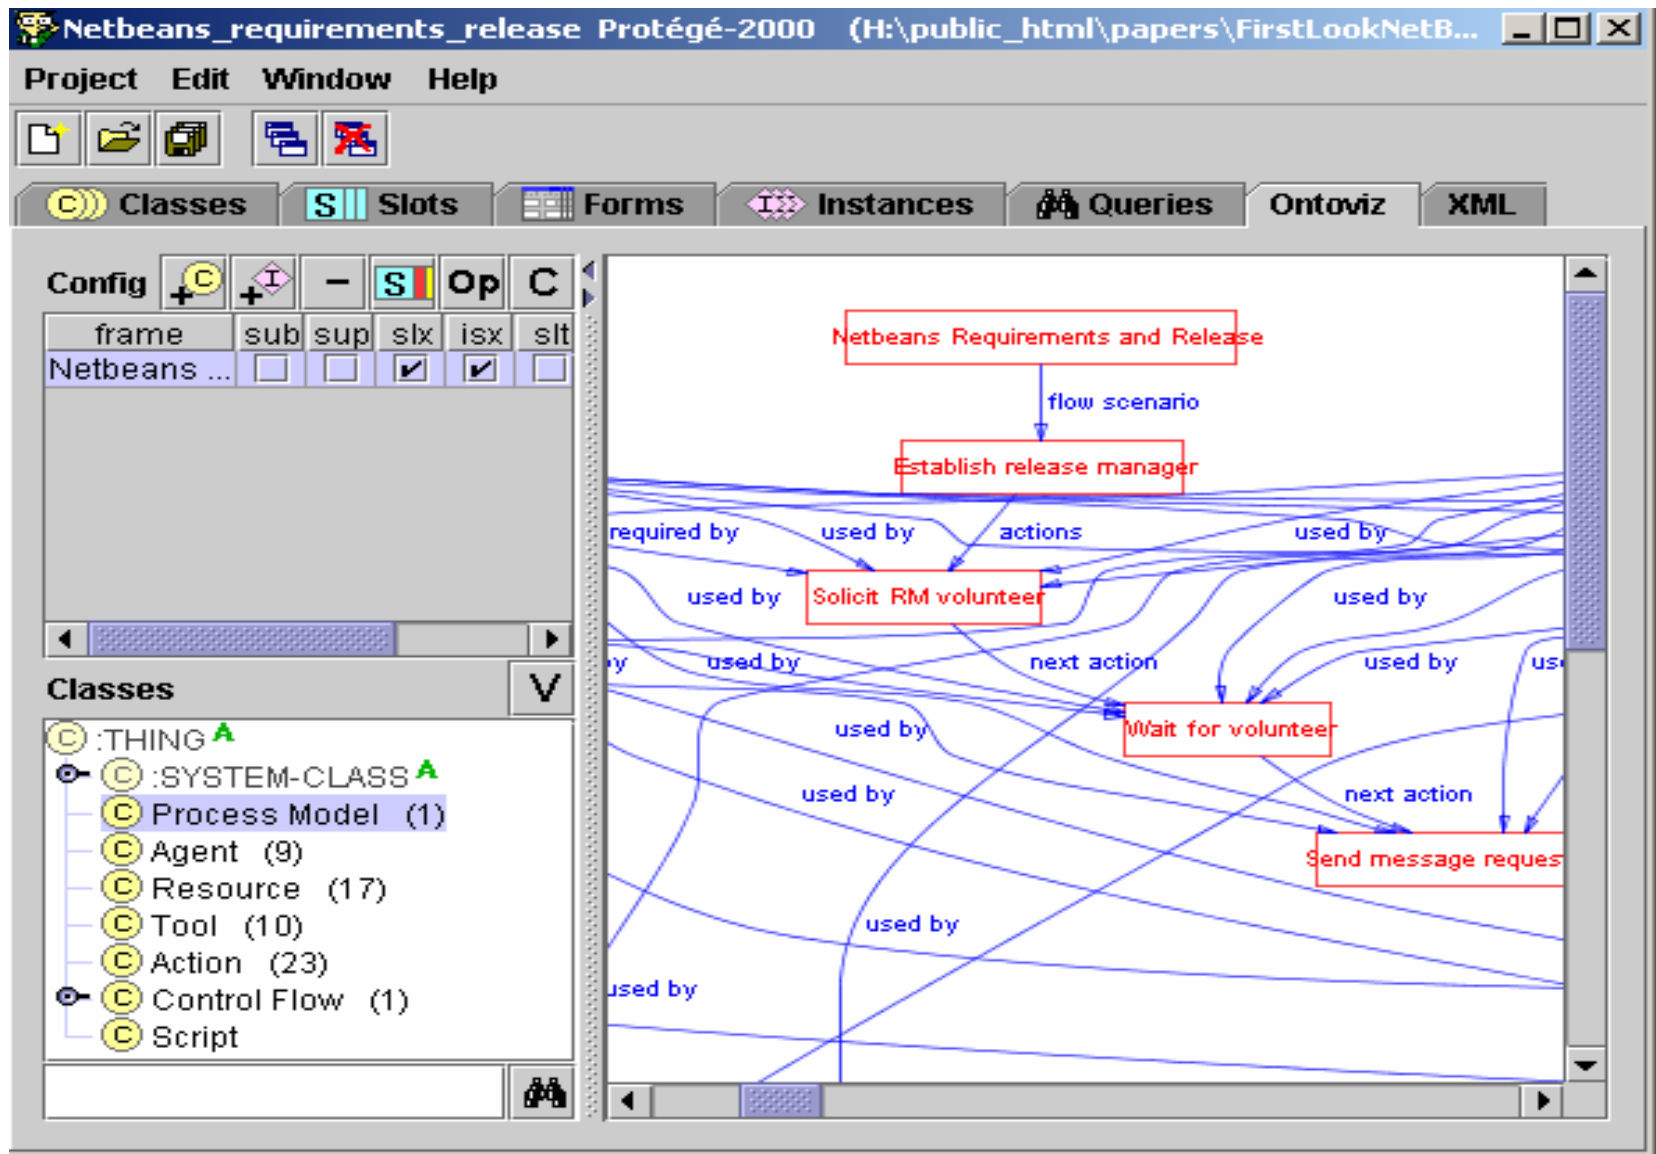 Netbeans_requirements_release Protégé-2000 (H:\public_html\papers\FirstLookNetB...
Project Edit Window Help
C Classes S Slots Forms I Instances Queries Ontoviz XML
Config C I − S Op C
frame sub sup slx isx slt
Netbeans ...
Classes V
C :THING A
C :SYSTEM-CLASS A
C Process Model (1)
C Agent (9)
C Resource (17)
C Tool (10)
C Action (23)
C Control Flow (1)
C Script
Netbeans Requirements and Release
flow scenario
Establish release manager
required by used by actions used by
used by Solicit RM volunteer used by
by used by next action used by us
used by Wait for volunteer
used by next action
Send message reques
used by
used by